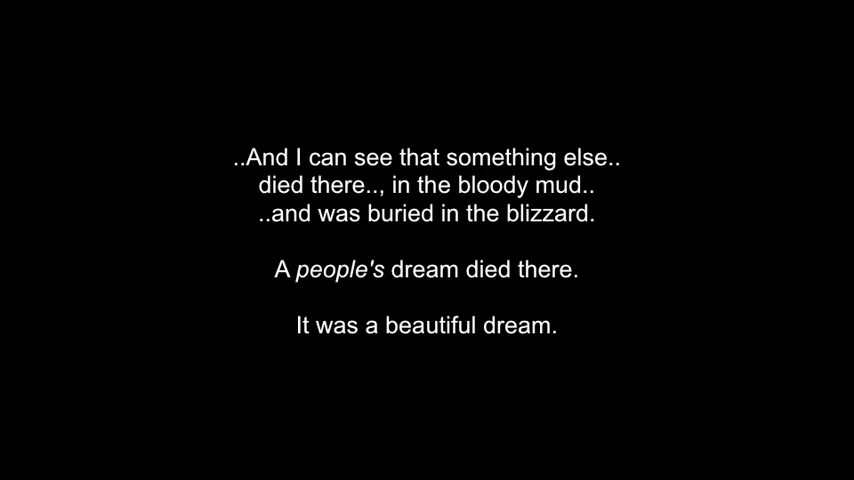 ..And I can see that something else..
died there.., in the bloody mud..
..and was buried in the blizzard.
A people's dream died there.
It was a beautiful dream.